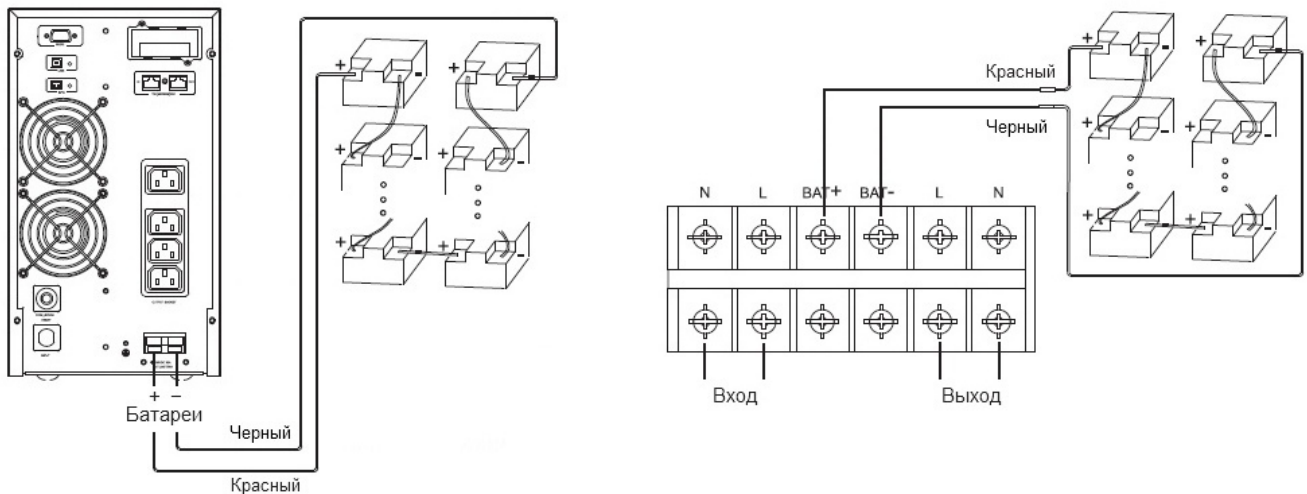 + -
+ -
+ -
+ -
+
+ −
Батареи
Черный
Красный
Красный
Черный
+ -
+ -
+ -
+ -
+
N L BAT+ BAT- L N
Вход Выход